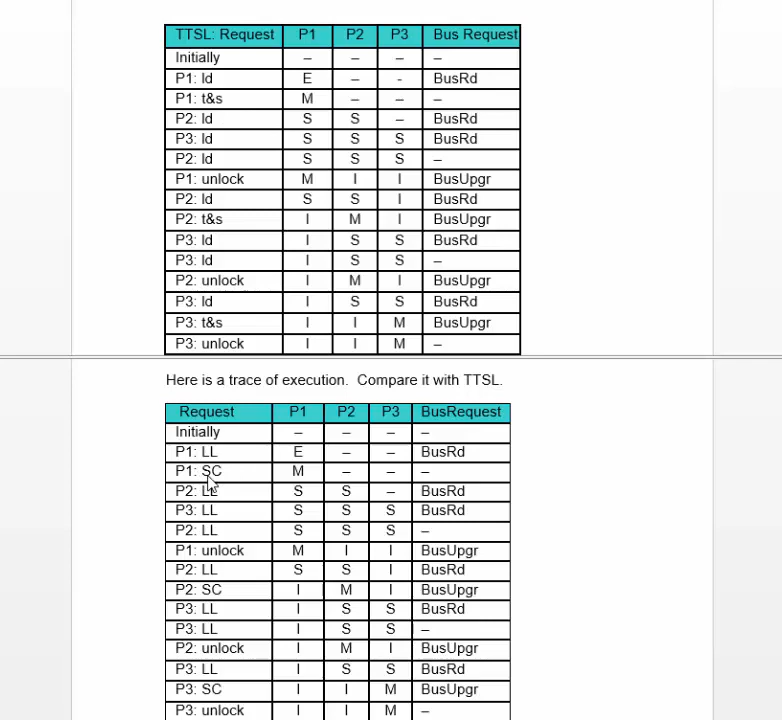 TTSL: Request P1 P2 P3 Bus Request
Initially – – – –
P1: ld E – - BusRd
P1: t&s M – – –
P2: ld S S – BusRd
P3: ld S S S BusRd
P2: ld S S S –
P1: unlock M I I BusUpgr
P2: ld S S I BusRd
P2: t&s I M I BusUpgr
P3: ld I S S BusRd
P3: ld I S S –
P2: unlock I M I BusUpgr
P3: ld I S S BusRd
P3: t&s I I M BusUpgr
P3: unlock I I M –
Here is a trace of execution. Compare it with TTSL.
Request P1 P2 P3 BusRequest
Initially – – – –
P1: LL E – – BusRd
P1: SC M – – –
P2: LL S S – BusRd
P3: LL S S S BusRd
P2: LL S S S –
P1: unlock M I I BusUpgr
P2: LL S S I BusRd
P2: SC I M I BusUpgr
P3: LL I S S BusRd
P3: LL I S S –
P2: unlock I M I BusUpgr
P3: LL I S S BusRd
P3: SC I I M BusUpgr
P3: unlock I I M –